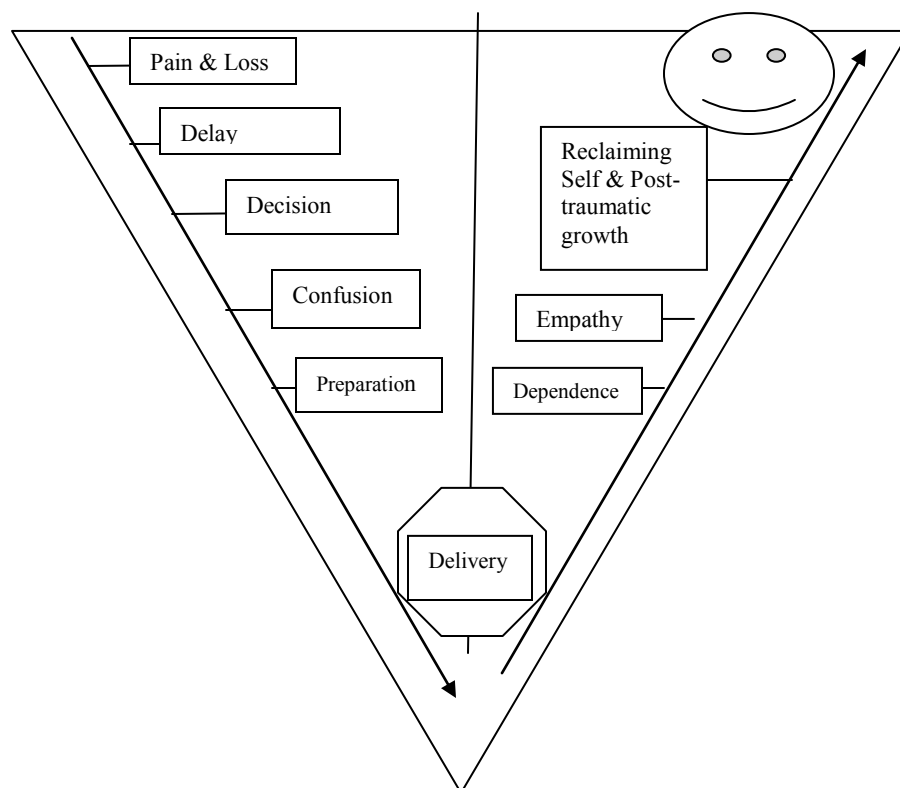 Pain & Loss
Delay
Decision
Confusion
Preparation
Delivery
Reclaiming
Self & Post-
traumatic
growth
Empathy
Dependence